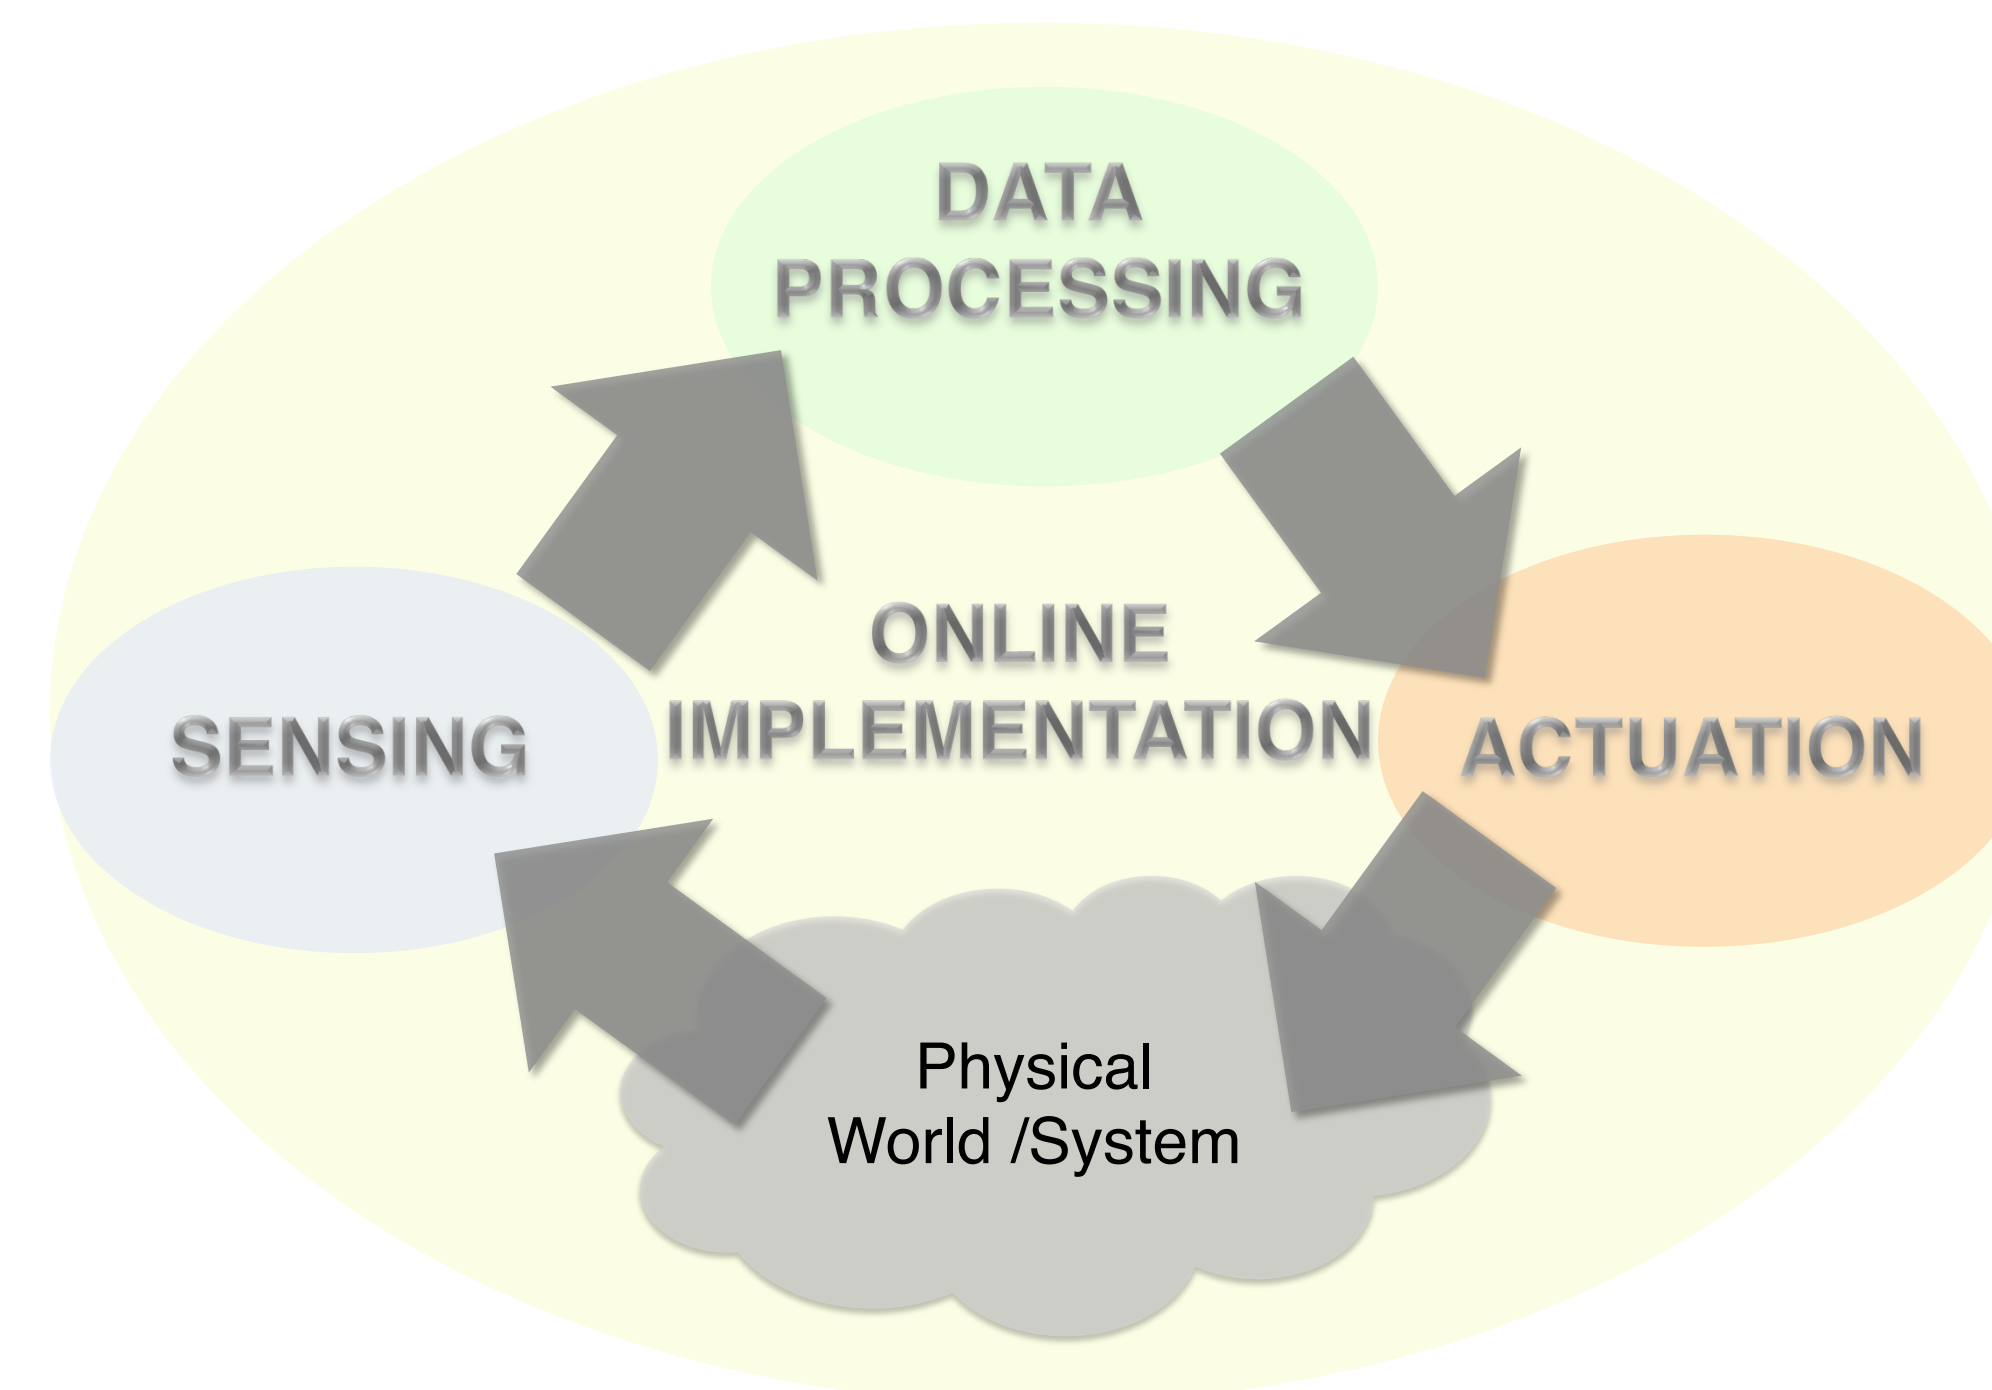 DATA
PROCESSING
ONLINE
IMPLEMENTATION
SENSING
ACTUATION
Physical
World /System